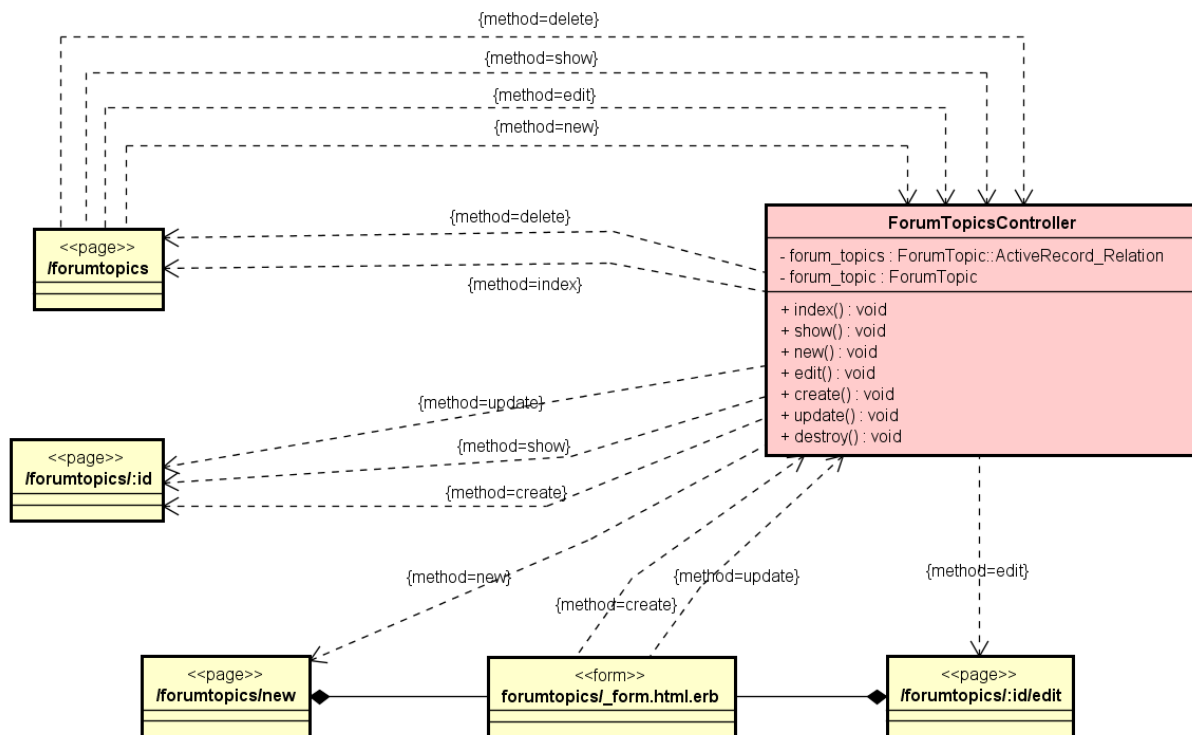 {method=delete}
{method=show}
{method=edit}
{method=new}
<<page>>
/forumtopics
{method=delete}
{method=index}
ForumTopicsController
- forum_topics : ForumTopic::ActiveRecord_Relation
- forum_topic : ForumTopic
+ index() : void
+ show() : void
+ new() : void
+ edit() : void
+ create() : void
+ update() : void
+ destroy() : void
{method=update}
{method=show}
{method=create}
<<page>>
/forumtopics/:id
{method=new}
{method=create}
{method=update}
{method=edit}
<<page>>
/forumtopics/new
<<form>>
forumtopics/_form.html.erb
<<page>>
/forumtopics/:id/edit